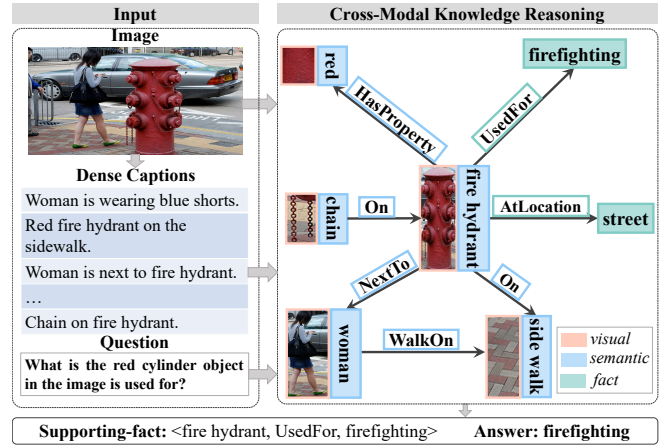 Input
Image
Dense Captions
Woman is wearing blue shorts.
Red fire hydrant on the
sidewalk.
Woman is next to fire hydrant.
…
Chain on fire hydrant.
Question
What is the red cylinder object
in the image is used for?
Cross-Modal Knowledge Reasoning
red
firefighting
HasProperty
UsedFor
chain
On
fire hydrant
AtLocation
street
NextTo
On
woman
WalkOn
side walk
visual
semantic
fact
Supporting-fact: <fire hydrant, UsedFor, firefighting> Answer: firefighting